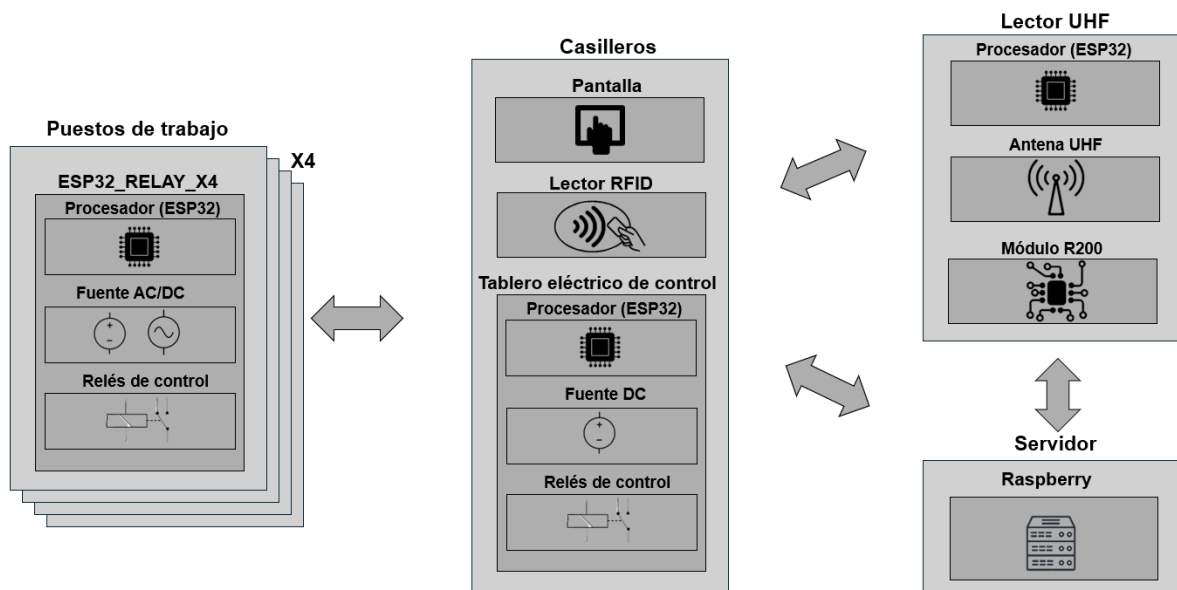 Puestos de trabajo
X4
ESP32_RELAY_X4
Procesador (ESP32)
Fuente AC/DC
Relés de control
Casilleros
Pantalla
Lector RFID
Tablero eléctrico de control
Procesador (ESP32)
Fuente DC
Relés de control
Lector UHF
Procesador (ESP32)
Antena UHF
Módulo R200
Servidor
Raspberry